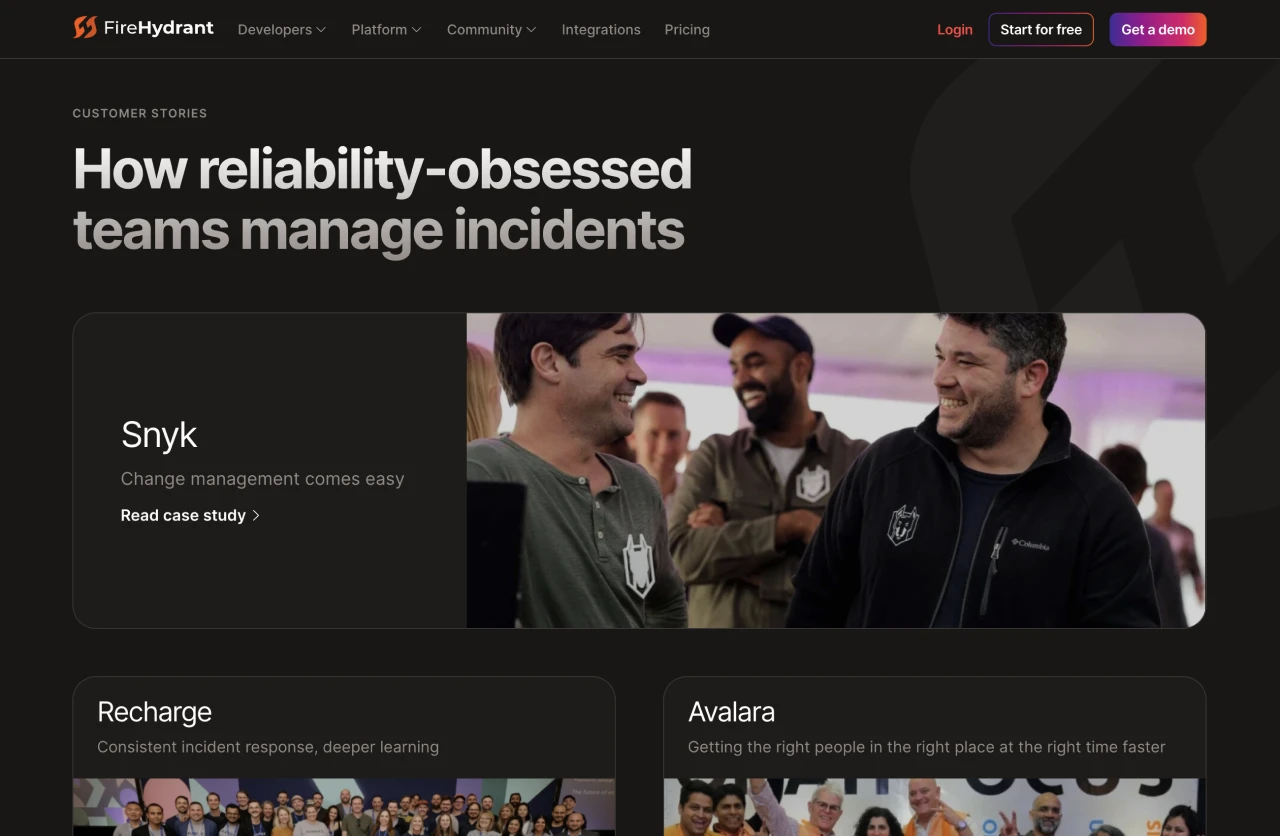 FireHydrant
Developers
Platform
Community
Integrations
Pricing
Login
Start for free
Get a demo
CUSTOMER STORIES
How reliability-obsessed
teams manage incidents
Snyk
Change management comes easy
Read case study
Columbia
Recharge
Consistent incident response, deeper learning
Avalara
Getting the right people in the right place at the right time faster